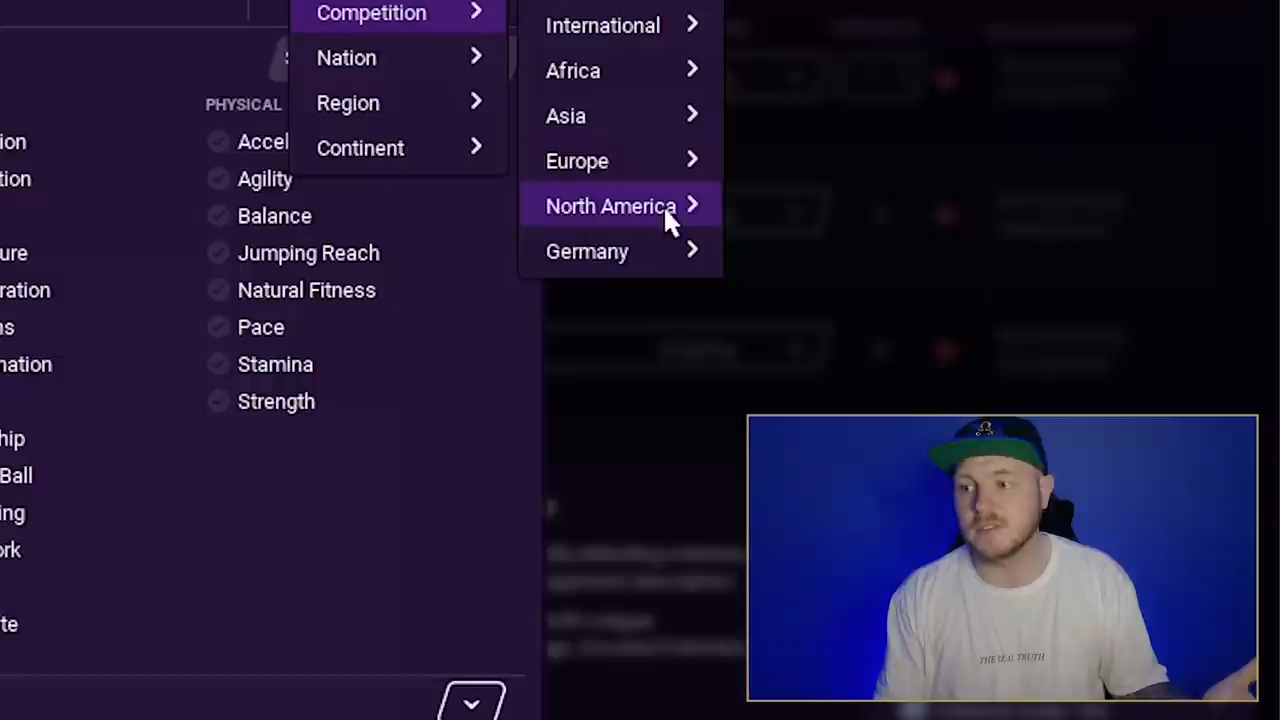 Competition
Nation
Region
Continent
International
Africa
Asia
Europe
North America
Germany
PHYSICAL
Accel
Agility
Balance
Jumping Reach
Natural Fitness
Pace
Stamina
Strength
ion
tion
ure
ration
ns
nation
hip
Ball
ing
ork
te
THE REAL TRUTH